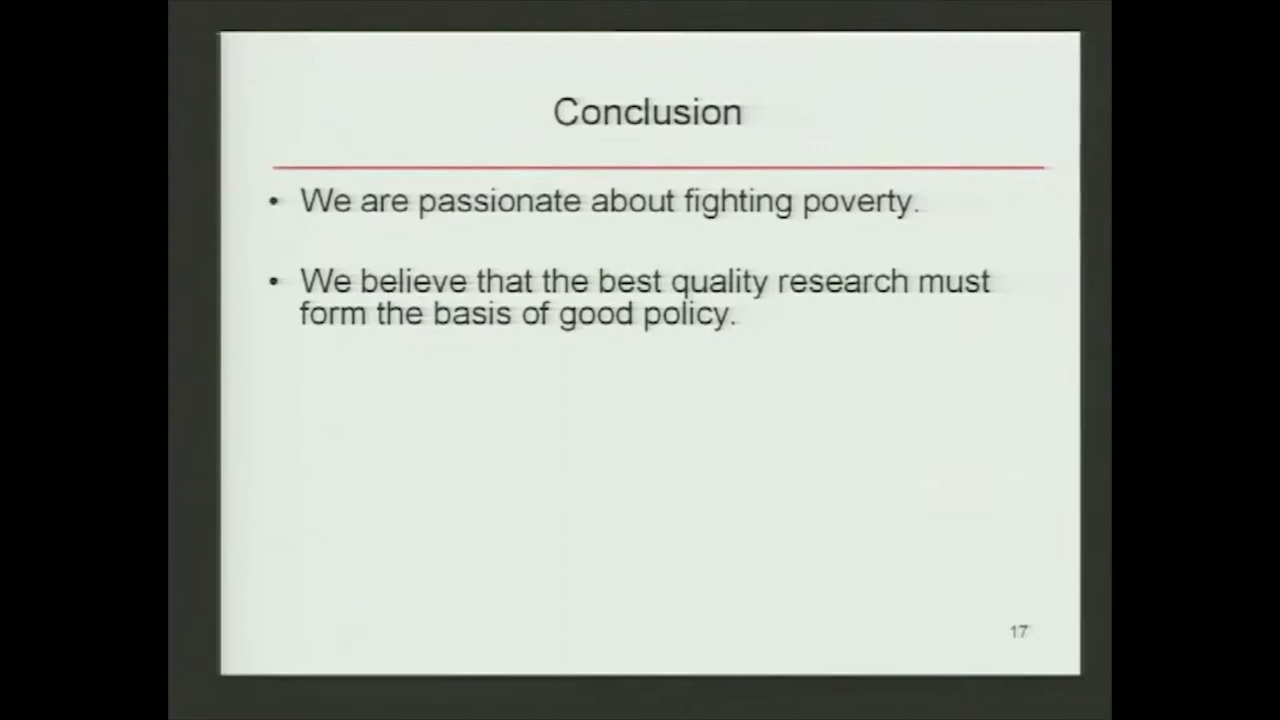 Conclusion
• We are passionate about fighting poverty.
• We believe that the best quality research must
form the basis of good policy.
17